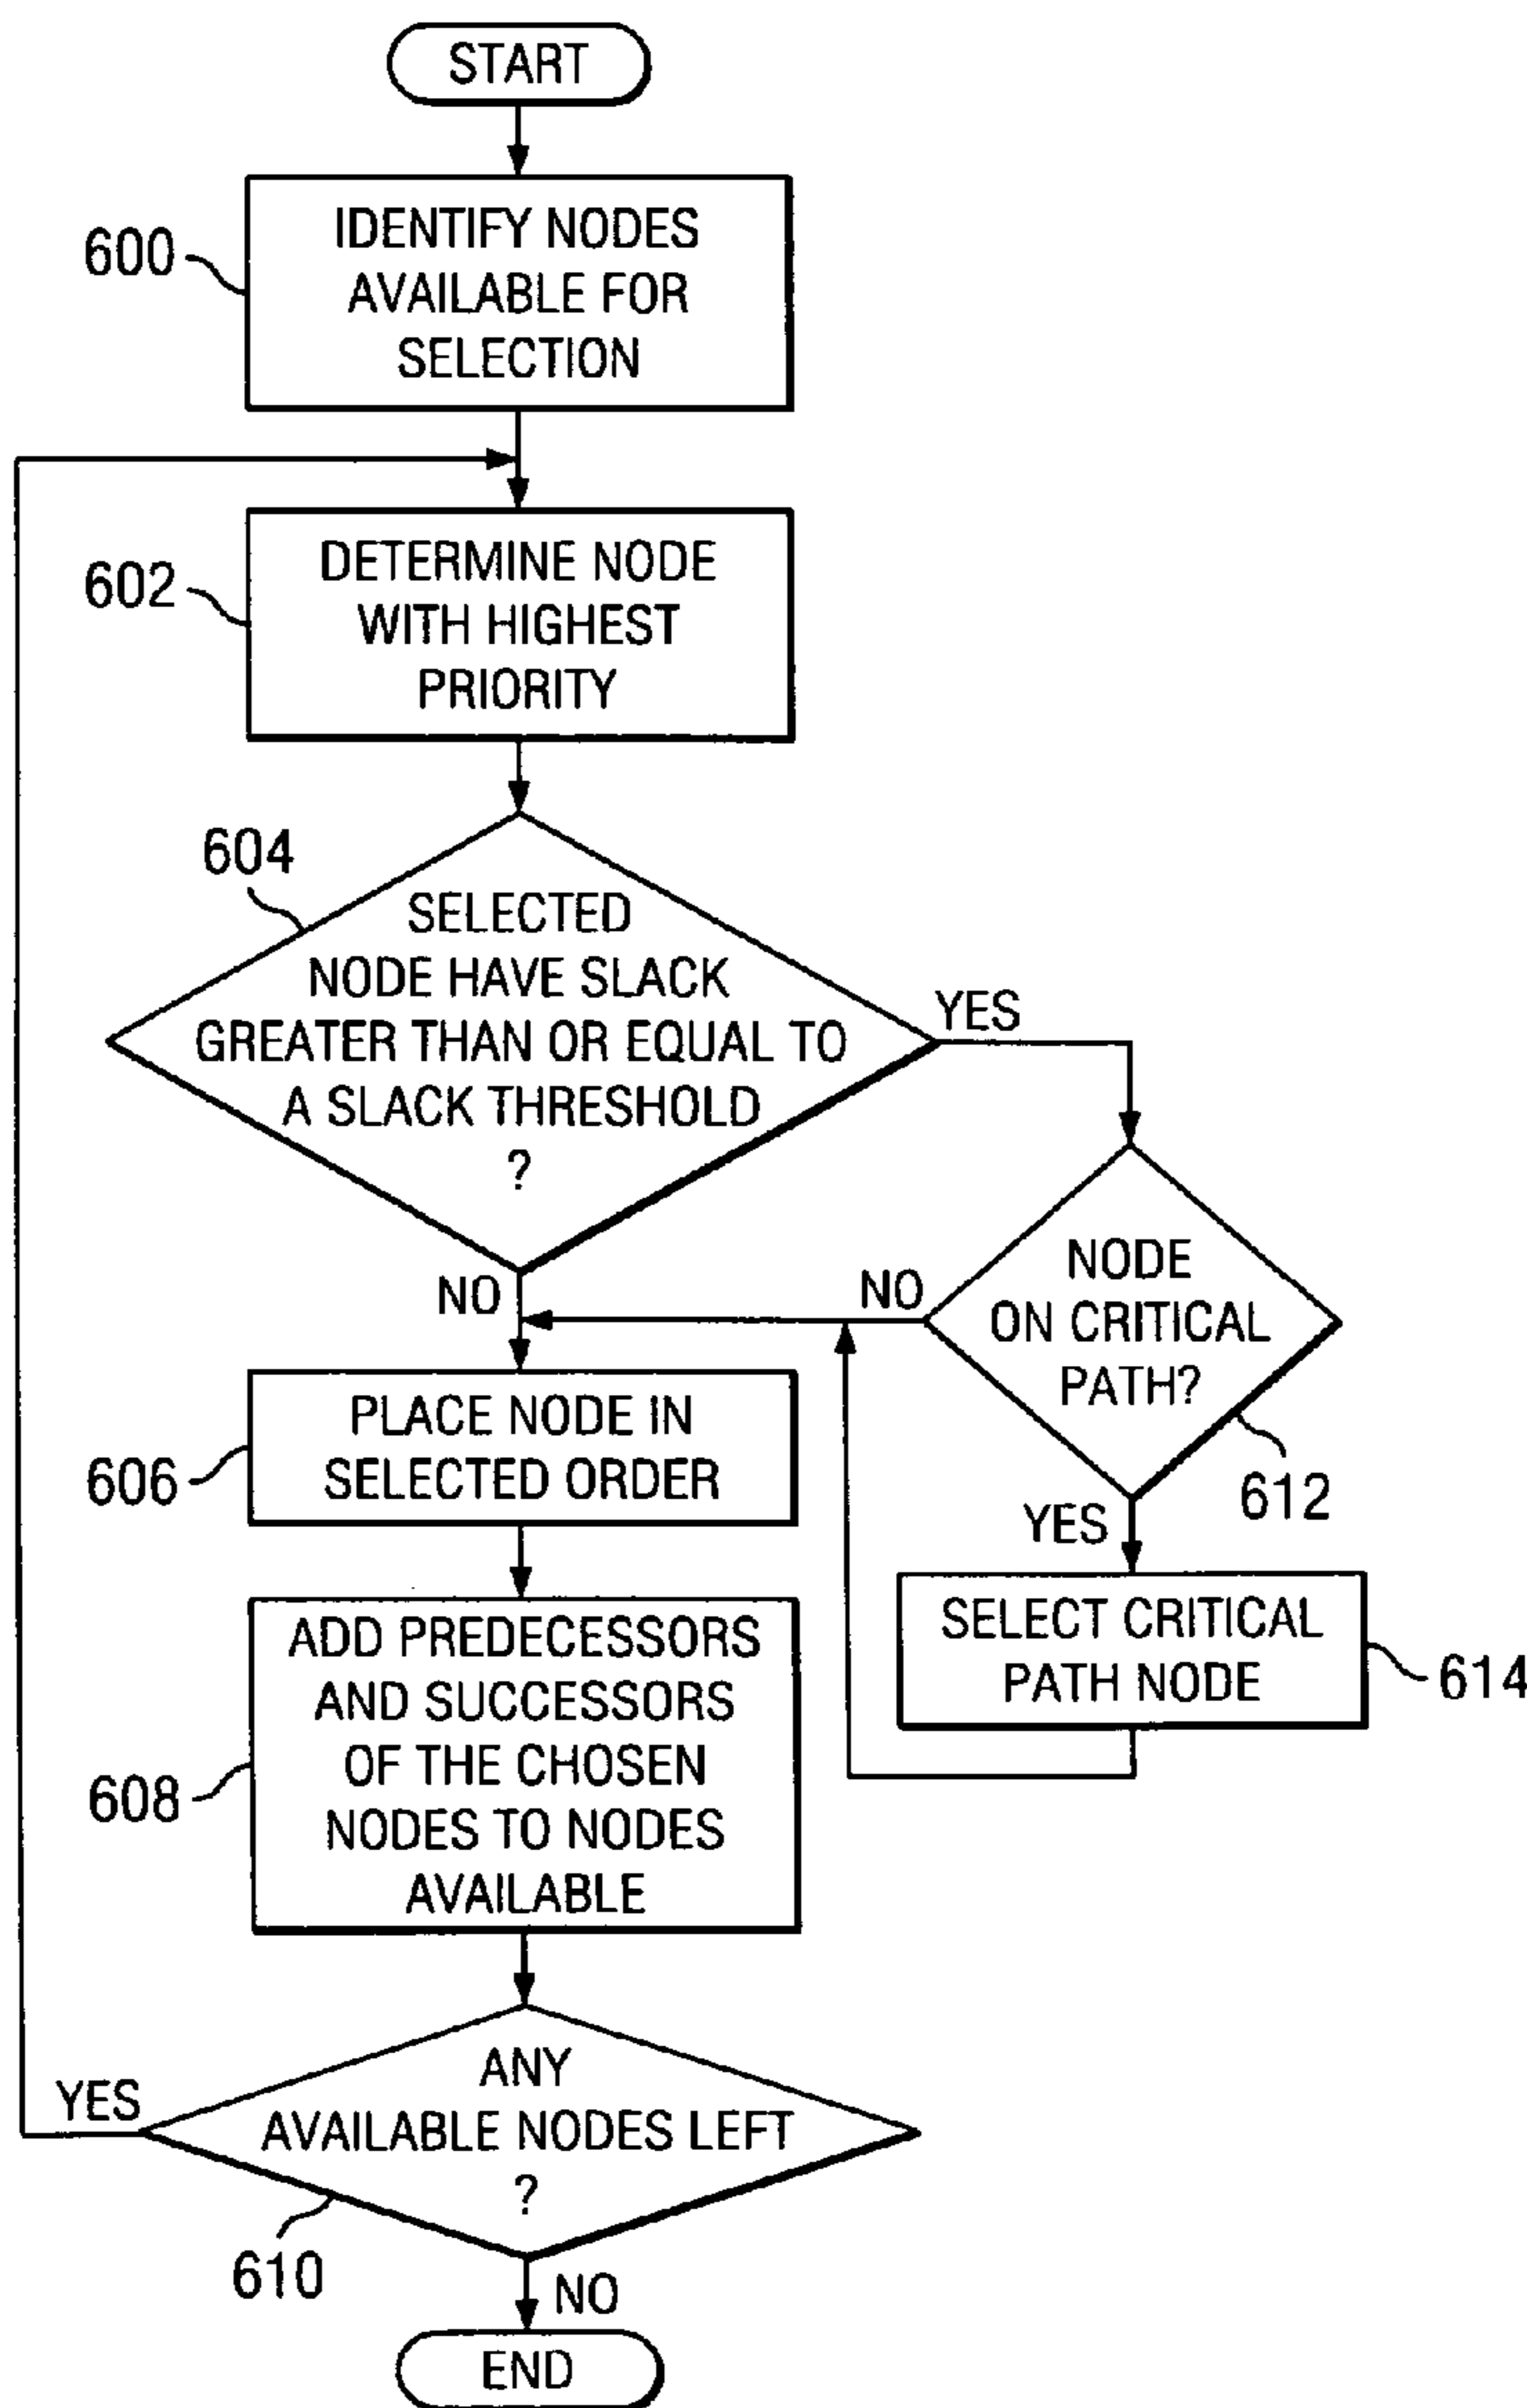 START
600
IDENTIFY NODES
AVAILABLE FOR
SELECTION
602
DETERMINE NODE
WITH HIGHEST
PRIORITY
604
SELECTED
NODE HAVE SLACK
GREATER THAN OR EQUAL TO
A SLACK THRESHOLD
?
YES
NO
NODE
ON CRITICAL
PATH?
612
NO
YES
SELECT CRITICAL
PATH NODE
614
606
PLACE NODE IN
SELECTED ORDER
608
ADD PREDECESSORS
AND SUCCESSORS
OF THE CHOSEN
NODES TO NODES
AVAILABLE
YES
ANY
AVAILABLE NODES LEFT
?
610
NO
END